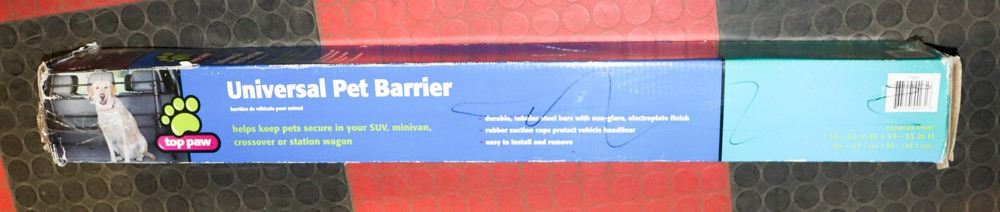 Universal Pet Barrier
barrière de véhicule pour animal
helps keep pets secure in your SUV, minivan,
crossover or station wagon
top paw
durable, tubular steel bars with non-glare, electroplate finish
rubber suction cups protect vehicle headliner
easy to install and remove